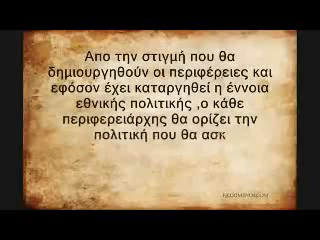 Απο την στιγμή που θα
δημιουργηθούν οι περιφέρειες και
εφόσον έχει καταργηθεί η έννοια
εθνικής πολιτικής ,ο κάθε
περιφερειάρχης θα ορίζει την
πολιτική που θα ασκ